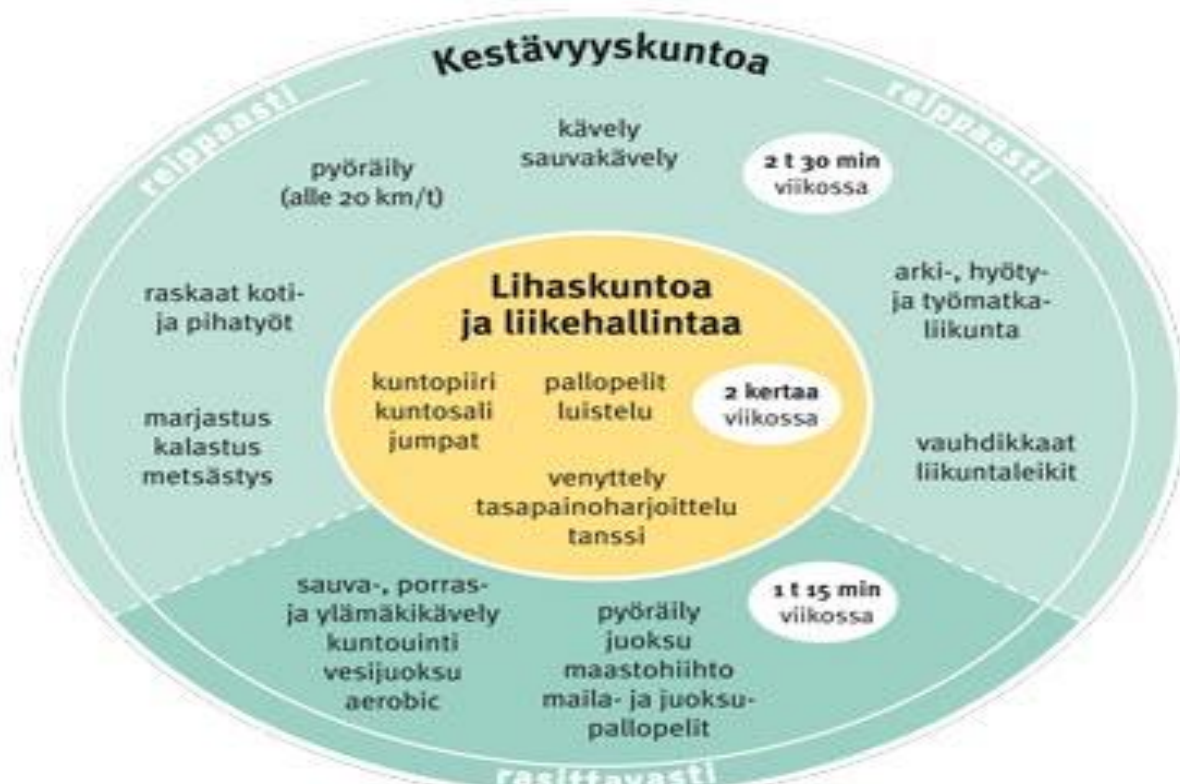 Kestävyyskuntoa
reippaasti
reippaasti
kävely
sauvakävely
2 t 30 min
viikossa
pyöräily
(alle 20 km/t)
raskaat koti-
ja pihatyöt
arki-, hyöty-
ja työmatka-
liikunta
marjastus
kalastus
metsästys
vauhdikkaat
liikuntaleikit
Lihaskuntoa
ja liikehallintaa
kuntopiiri
kuntosali
jumpat
pallopelit
luistelu
2 kertaa
viikossa
venyttely
tasapainoharjoittelu
tanssi
sauva-, porras-
ja ylämäkikävely
kuntouinti
vesijuoksu
aerobic
pyöräily
juoksu
maastohiihto
maila- ja juoksu-
pallopelit
1 t 15 min
viikossa
rasittavasti